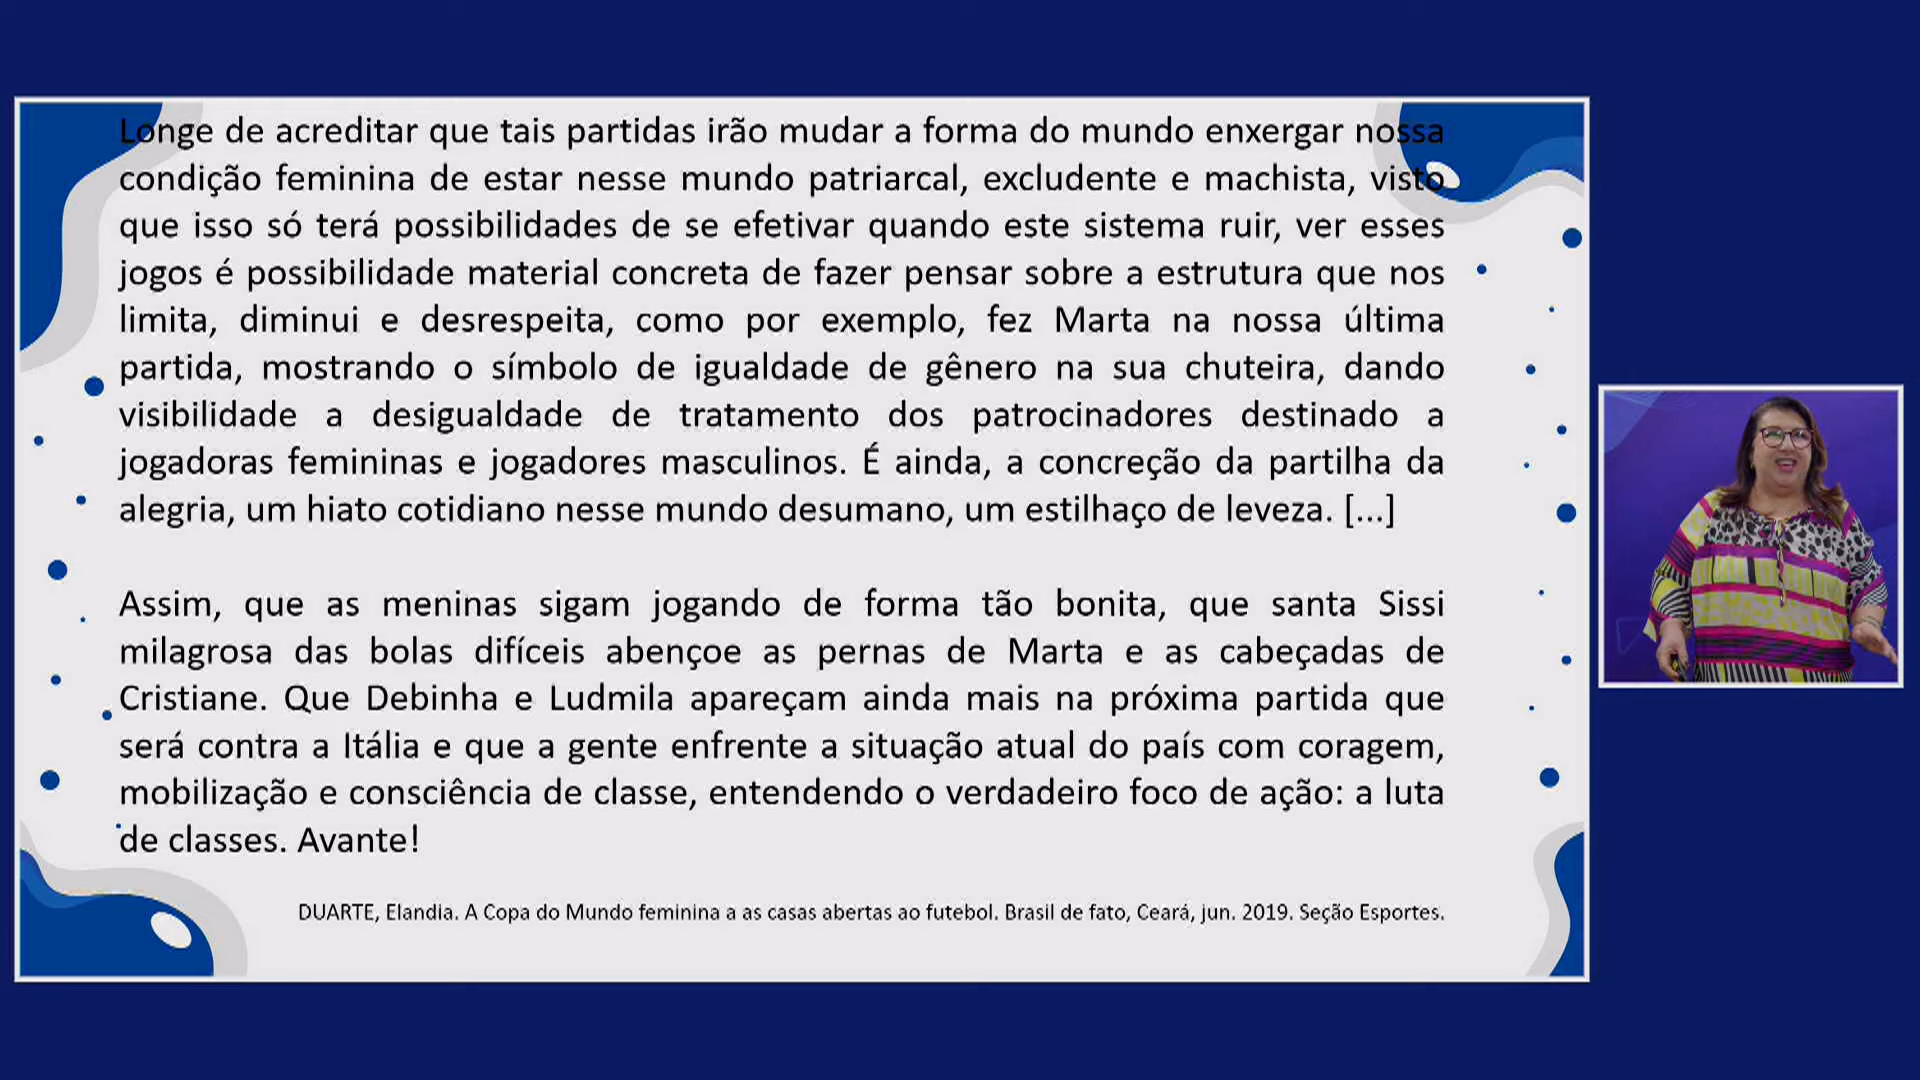 Longe de acreditar que tais partidas irão mudar a forma do mundo enxergar nossa
condição feminina de estar nesse mundo patriarcal, excludente e machista, visto
que isso só terá possibilidades de se efetivar quando este sistema ruir, ver esses
jogos é possibilidade material concreta de fazer pensar sobre a estrutura que nos
limita, diminui e desrespeita, como por exemplo, fez Marta na nossa última
partida, mostrando o símbolo de igualdade de gênero na sua chuteira, dando
visibilidade a desigualdade de tratamento dos patrocinadores destinado a
jogadoras femininas e jogadores masculinos. É ainda, a concreção da partilha da
alegria, um hiato cotidiano nesse mundo desumano, um estilhaço de leveza. [...]
Assim, que as meninas sigam jogando de forma tão bonita, que santa Sissi
milagrosa das bolas difíceis abençoe as pernas de Marta e as cabeçadas de
Cristiane. Que Debinha e Ludmila apareçam ainda mais na próxima partida que
será contra a Itália e que a gente enfrente a situação atual do país com coragem,
mobilização e consciência de classe, entendendo o verdadeiro foco de ação: a luta
de classes. Avante!
DUARTE, Elandia. A Copa do Mundo feminina a as casas abertas ao futebol. Brasil de fato, Ceará, jun. 2019. Seção Esportes.